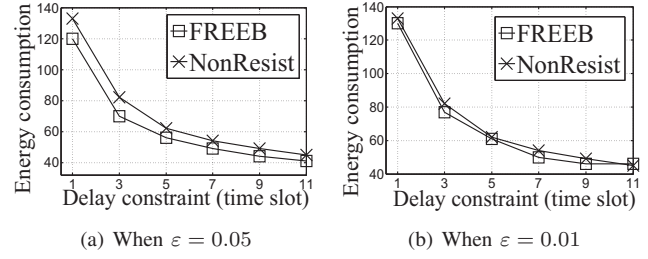 Energy consumption
140
120
100
80
60
40
FREEB
NonResist
1 3 5 7 9 11
Delay constraint (time slot)
(a) When ε = 0.05
Energy consumption
140
120
100
80
60
40
FREEB
NonResist
1 3 5 7 9 11
Delay constraint (time slot)
(b) When ε = 0.01